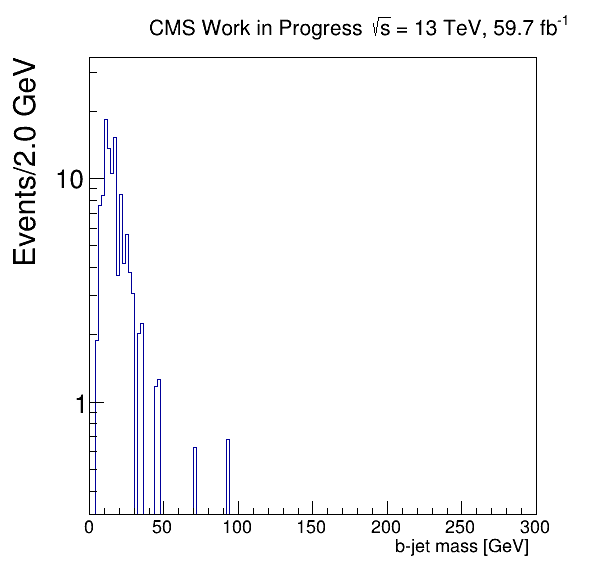 CMS Work in Progress √s = 13 TeV, 59.7 fb⁻¹
Events/2.0 GeV
10
1
0 50 100 150 200 250 300
b-jet mass [GeV]